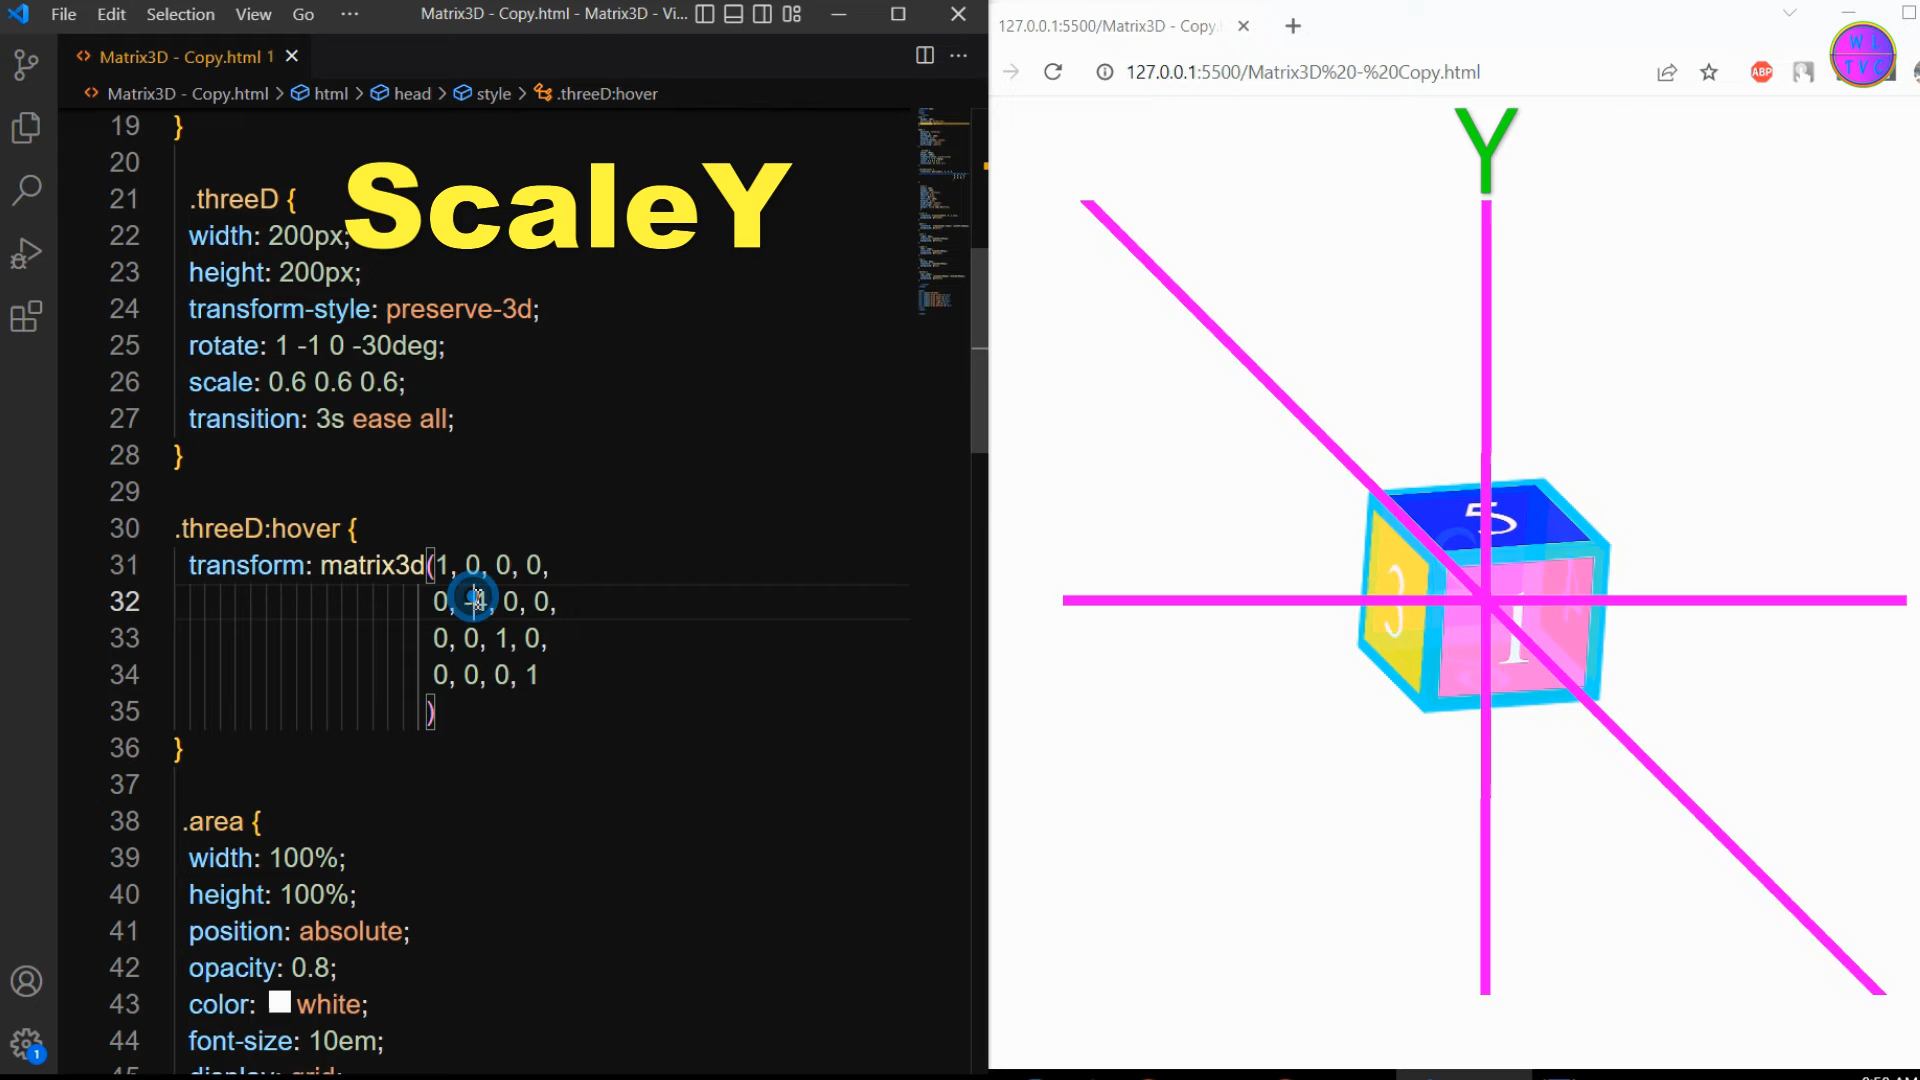 File Edit Selection View Go ··· Matrix3D - Copy.html - Matrix3D - Vi...
Matrix3D - Copy.html 1
Matrix3D - Copy.html > html > head > style > .threeD:hover
ScaleY
19 }
20
21 .threeD {
22 width: 200px;
23 height: 200px;
24 transform-style: preserve-3d;
25 rotate: 1 -1 0 -30deg;
26 scale: 0.6 0.6 0.6;
27 transition: 3s ease all;
28 }
29
30 .threeD:hover {
31 transform: matrix3d(1, 0, 0, 0,
32 0, -1, 0, 0,
33 0, 0, 1, 0,
34 0, 0, 0, 1
35 )
36 }
37
38 .area {
39 width: 100%;
40 height: 100%;
41 position: absolute;
42 opacity: 0.8;
43 color: white;
44 font-size: 10em;
1
127.0.0.1:5500/Matrix3D - Copy.
127.0.0.1:5500/Matrix3D%20-%20Copy.html
ABP
WI
TVC
Y
5
3
1